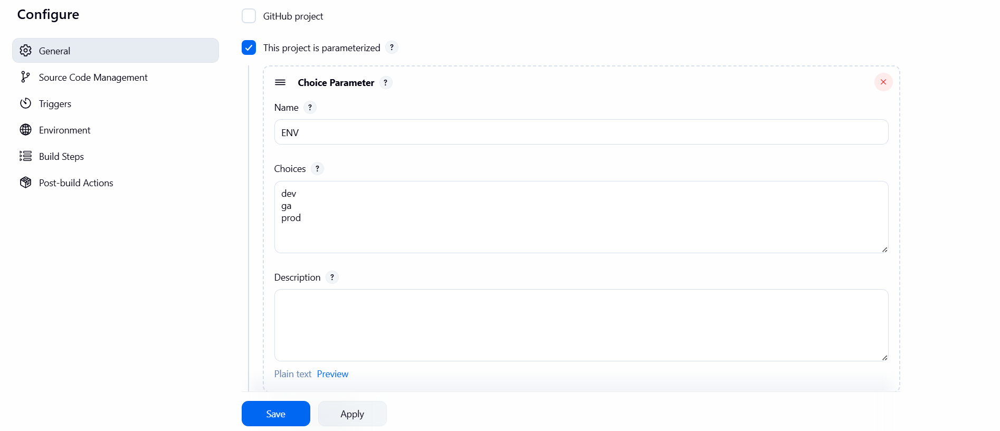 Configure
General
Source Code Management
Triggers
Environment
Build Steps
Post-build Actions
GitHub project
This project is parameterized ?
Choice Parameter ?
Name ?
ENV
Choices ?
dev
ga
prod
Description ?
Plain text Preview
Save Apply